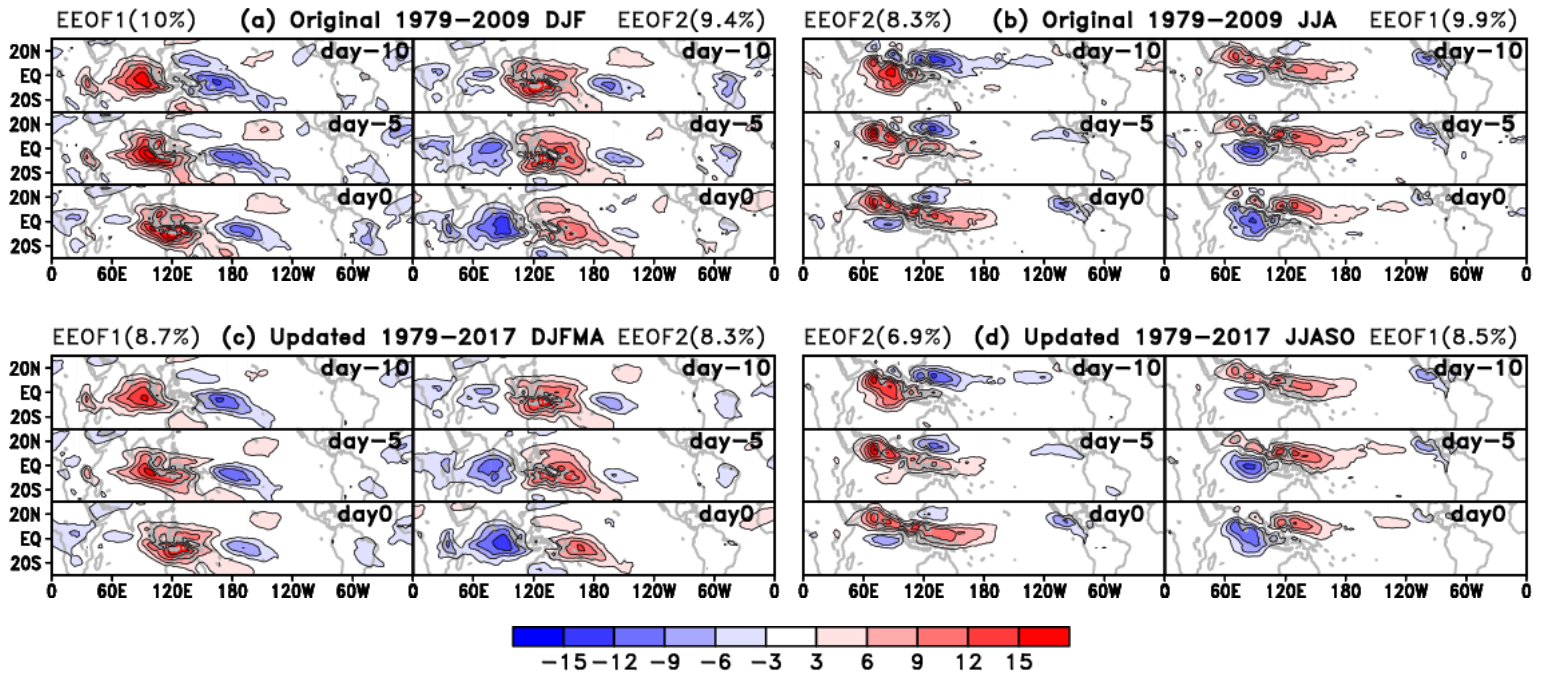 EEOF1(10%) (a) Original 1979−2009 DJF EEOF2(9.4%) EEOF2(8.3%) (b) Original 1979−2009 JJA EEOF1(9.9%)
20N day−10 day−10 day−10 day−10
EQ
20S
20N day−5 day−5 day−5 day−5
EQ
20S
20N day0 day0 day0 day0
EQ
20S
0 60E 120E 180 120W 60W 0 60E 120E 180 120W 60W 0 0 60E 120E 180 120W 60W 0 60E 120E 180 120W 60W 0
EEOF1(8.7%) (c) Updated 1979−2017 DJFMA EEOF2(8.3%) EEOF2(6.9%) (d) Updated 1979−2017 JJASO EEOF1(8.5%)
20N day−10 day−10 day−10 day−10
EQ
20S
20N day−5 day−5 day−5 day−5
EQ
20S
20N day0 day0 day0 day0
EQ
20S
0 60E 120E 180 120W 60W 0 60E 120E 180 120W 60W 0 0 60E 120E 180 120W 60W 0 60E 120E 180 120W 60W 0
−15 −12 −9 −6 −3 3 6 9 12 15